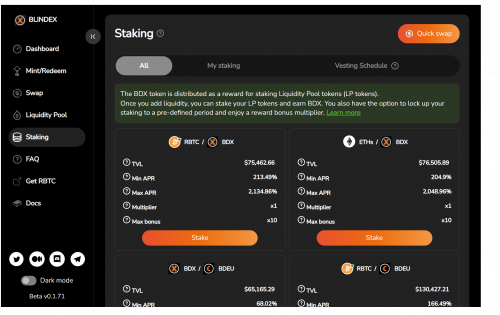 BLINDEX
Dashboard
Mint/Redeem
Swap
Liquidity Pool
Staking
FAQ
Get RBTC
Docs
Dark mode
Beta v0.1.71
Staking
Quick swap
All
My staking
Vesting Schedule
The BDX token is distributed as a reward for staking Liquidity Pool tokens (LP tokens)
Once you add liquidity, you can stake your LP tokens and earn BDX. You also have the option to lock up your
staking to a pre-defined period and enjoy a reward bonus multiplier. Learn more
RBTC / BDX
TVL $75,462.66
Min APR 213.49%
Max APR 2,134.86%
Multiplier x1
Max bonus x10
Stake
ETHs / BDX
TVL $76,505.89
Min APR 204.9%
Max APR 2,048.96%
Multiplier x1
Max bonus x10
Stake
BDX / BDEU
TVL $65,165.29
Min APR 68.02%
RBTC / BDEU
TVL $130,427.21
Min APR 166.49%